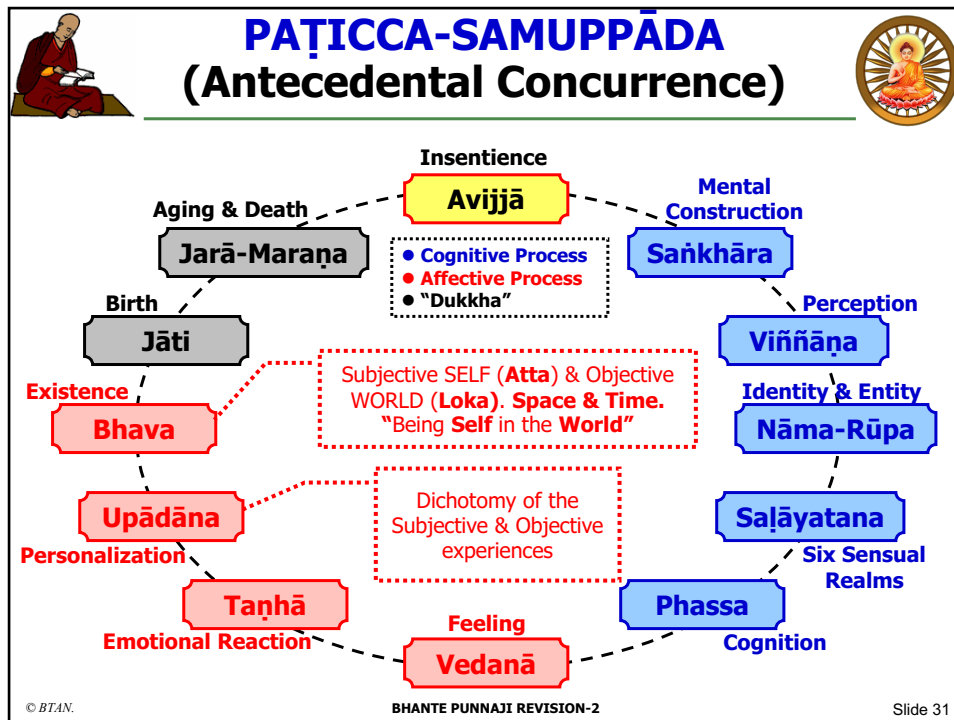 PAṬICCA-SAMUPPĀDA
(Antecedental Concurrence)
Insentience
Avijjā
Mental
Construction
Saṅkhāra
Perception
Viññāṇa
Identity & Entity
Nāma-Rūpa
Saḷāyatana
Six Sensual
Realms
Phassa
Cognition
Feeling
Vedanā
Taṇhā
Emotional Reaction
Upādāna
Personalization
Existence
Bhava
Birth
Jāti
Aging & Death
Jarā-Maraṇa
● Cognitive Process
● Affective Process
● “Dukkha”
Subjective SELF (Atta) & Objective
WORLD (Loka). Space & Time.
“Being Self in the World”
Dichotomy of the
Subjective & Objective
experiences
© BTAN.
BHANTE PUNNAJI REVISION-2
Slide 31